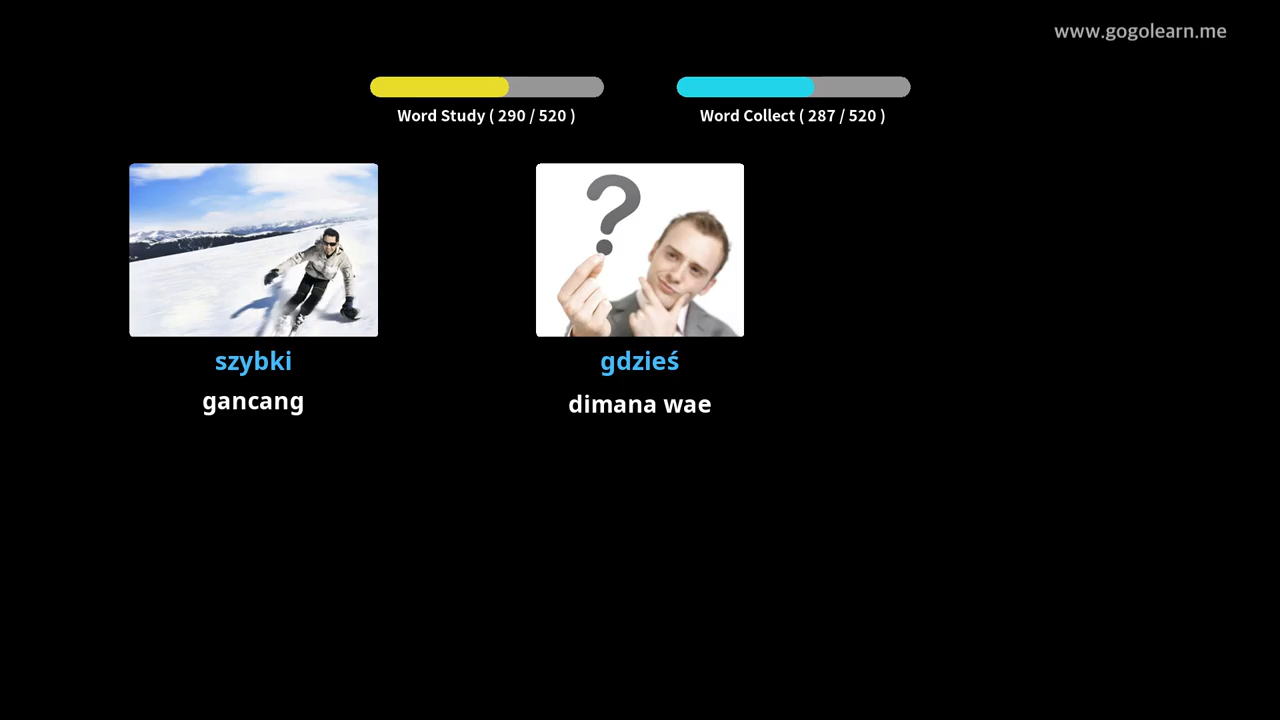 www.gogolearn.me
Word Study ( 290 / 520 )
Word Collect ( 287 / 520 )
szybki
gancang
gdzieś
dimana wae